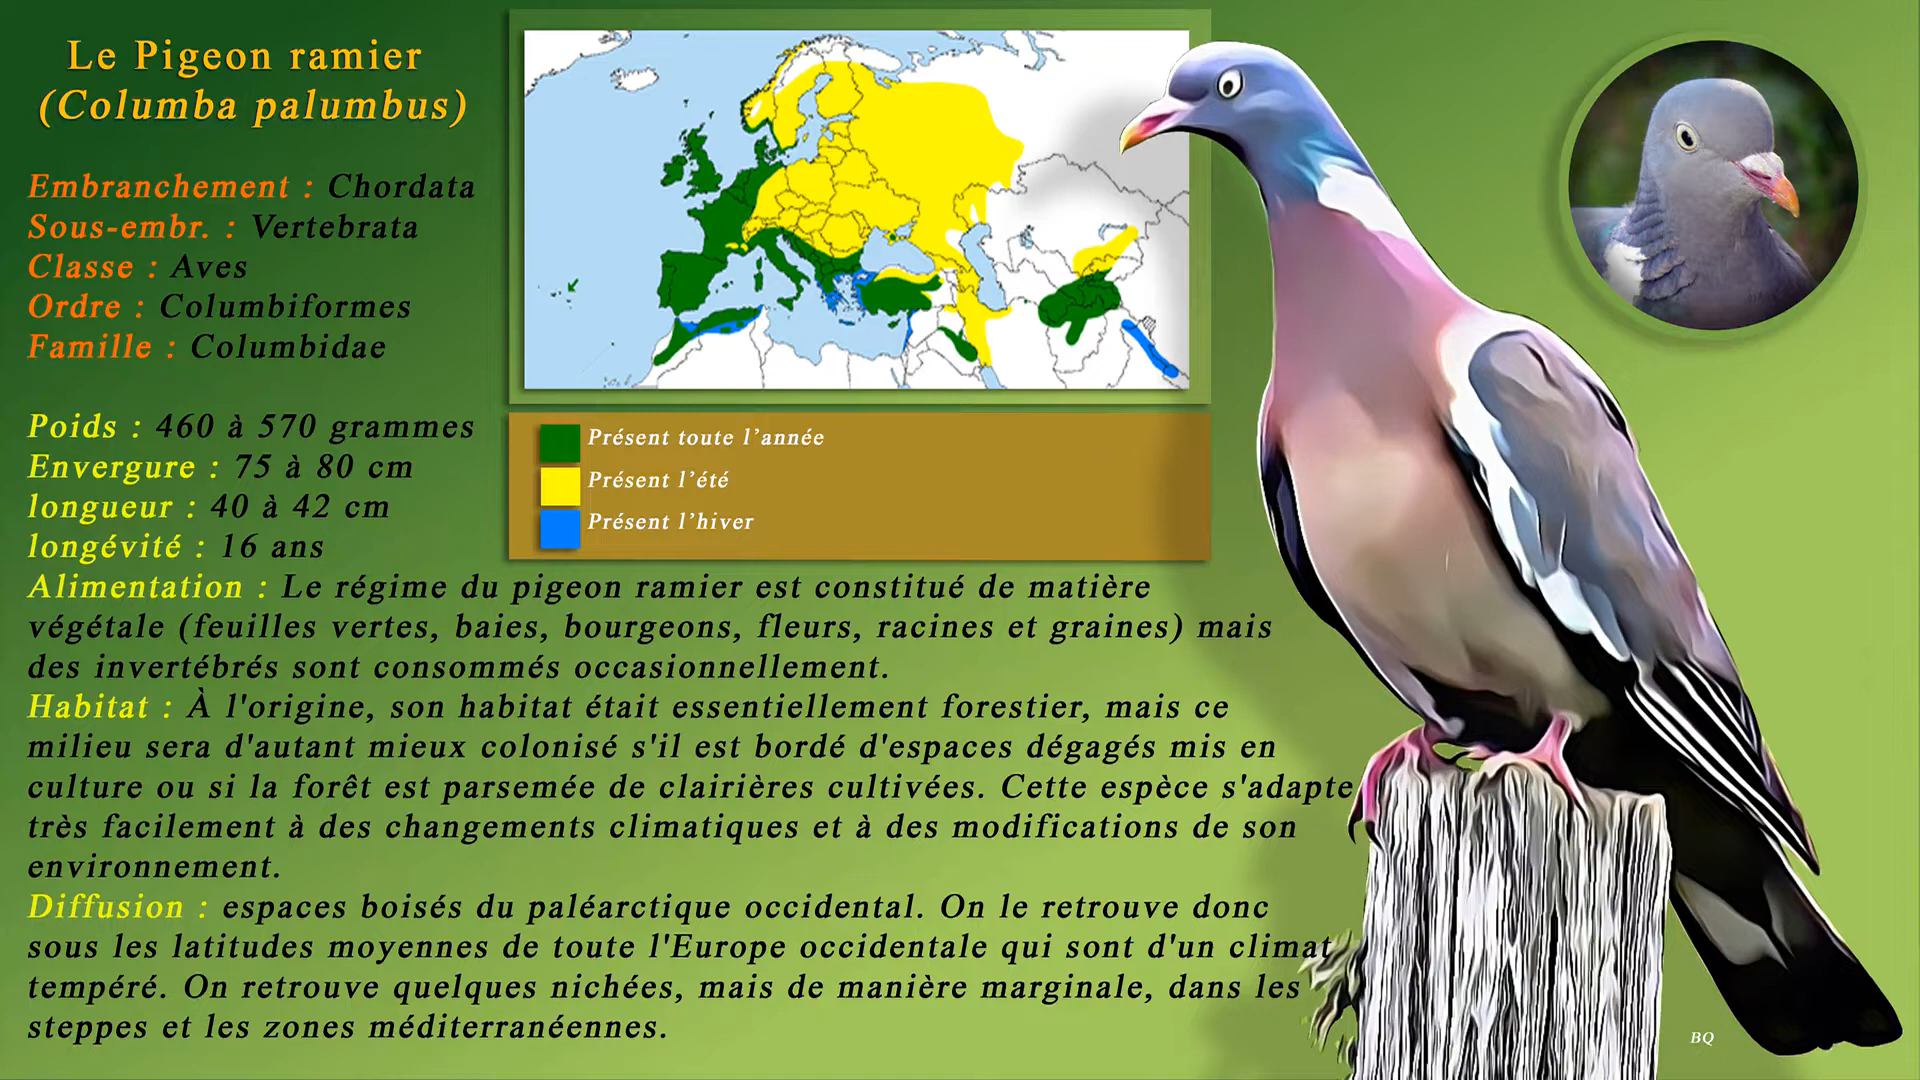 Le Pigeon ramier
(Columba palumbus)
Embranchement : Chordata
Sous-embr. : Vertebrata
Classe : Aves
Ordre : Columbiformes
Famille : Columbidae
Poids : 460 à 570 grammes
Envergure : 75 à 80 cm
longueur : 40 à 42 cm
longévité : 16 ans
Présent toute l’année
Présent l’été
Présent l’hiver
Alimentation : Le régime du pigeon ramier est constitué de matière
végétale (feuilles vertes, baies, bourgeons, fleurs, racines et graines) mais
des invertébrés sont consommés occasionnellement.
Habitat : À l'origine, son habitat était essentiellement forestier, mais ce
milieu sera d'autant mieux colonisé s'il est bordé d'espaces dégagés mis en
culture ou si la forêt est parsemée de clairières cultivées. Cette espèce s'adapte
très facilement à des changements climatiques et à des modifications de son
environnement.
Diffusion : espaces boisés du paléarctique occidental. On le retrouve donc
sous les latitudes moyennes de toute l'Europe occidentale qui sont d'un climat
tempéré. On retrouve quelques nichées, mais de manière marginale, dans les
steppes et les zones méditerranéennes.
BQ